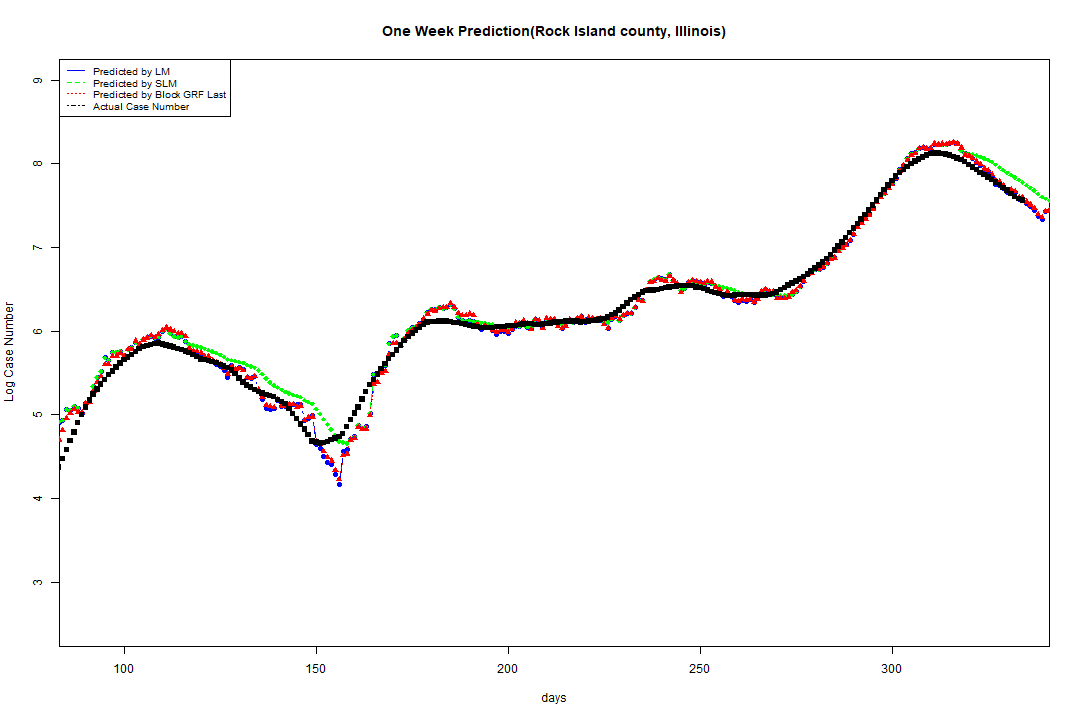 One Week Prediction(Rock Island county, Illinois)
Predicted by LM
Predicted by SLM
Predicted by Block GRF Last
Actual Case Number
9
8
7
6
5
4
3
Log Case Number
100 150 200 250 300
days